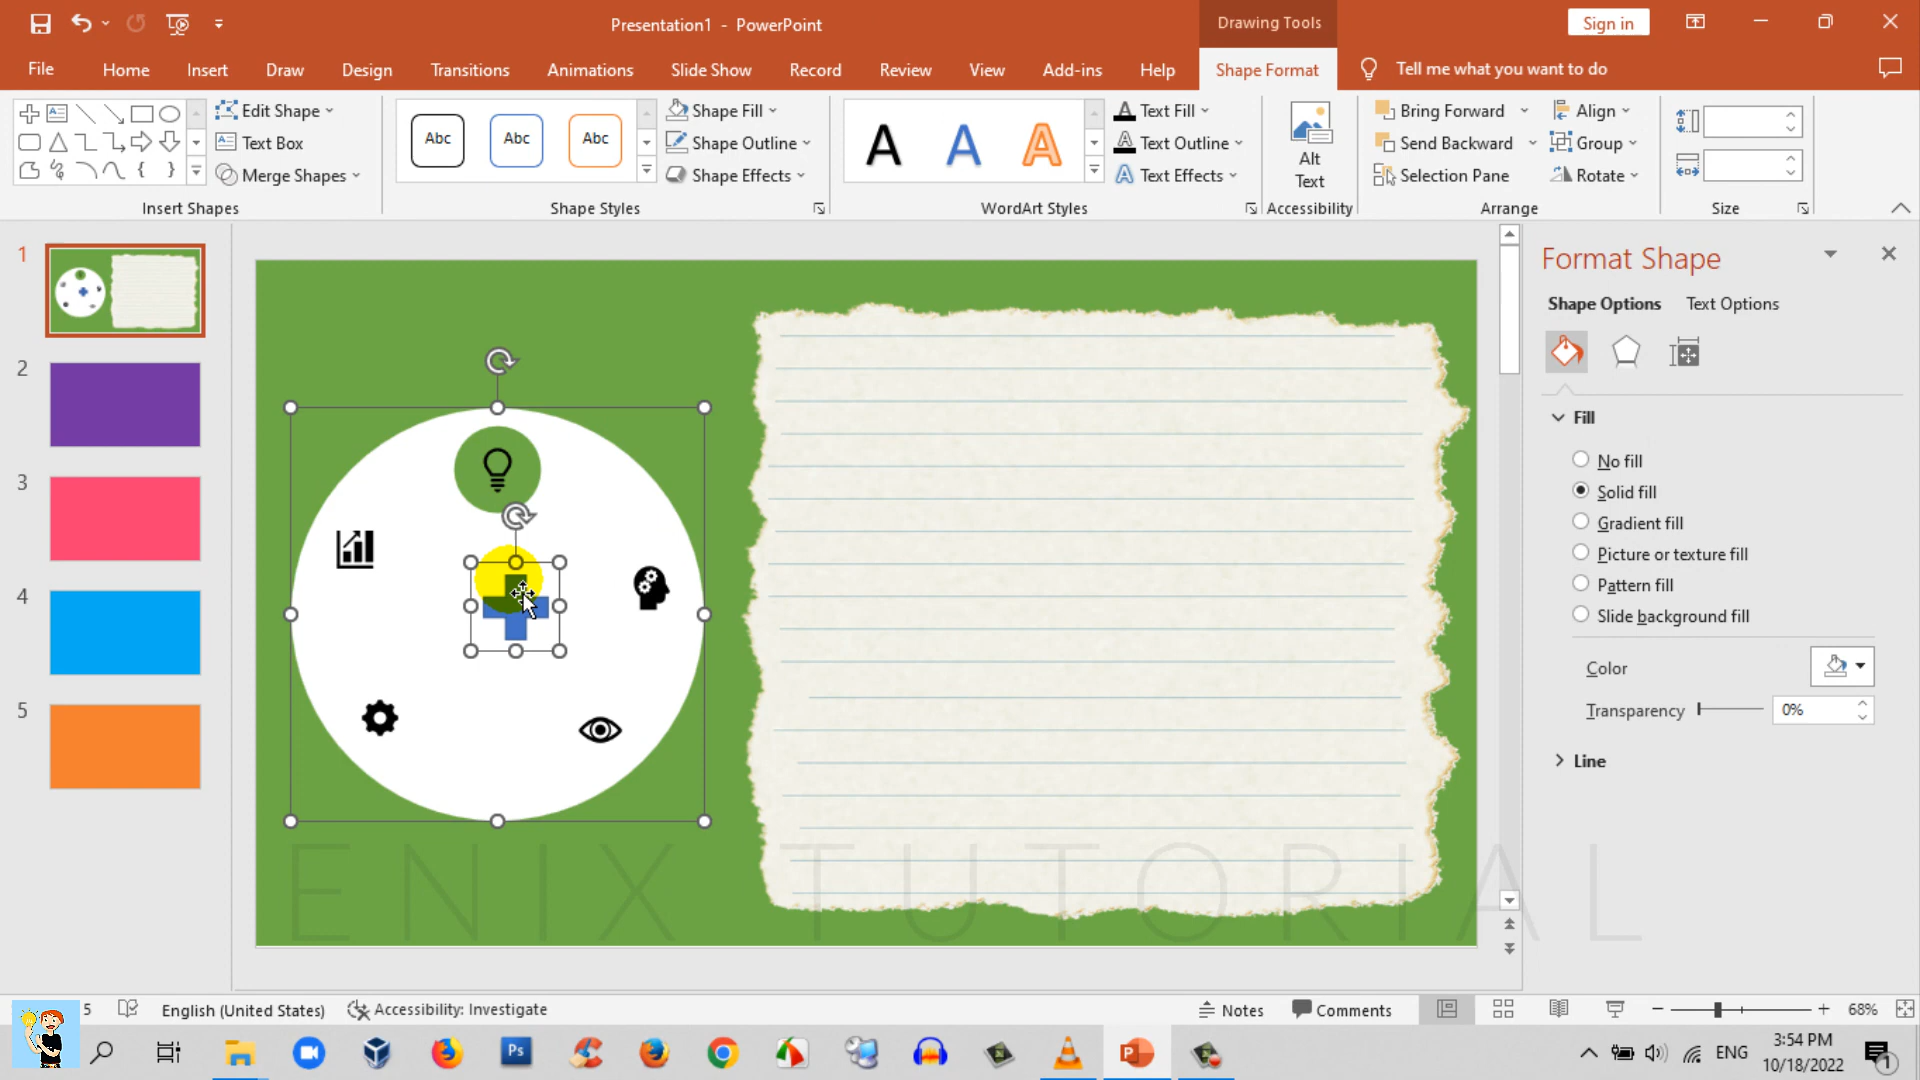 Presentation1 - PowerPoint
Drawing Tools
Sign in
File
Home
Insert
Draw
Design
Transitions
Animations
Slide Show
Record
Review
View
Add-ins
Help
Shape Format
Tell me what you want to do
Edit Shape
Text Box
Merge Shapes
Insert Shapes
Abc
Abc
Abc
Shape Fill
Shape Outline
Shape Effects
Shape Styles
A
A
A
Text Fill
Text Outline
Text Effects
WordArt Styles
Alt
Text
Accessibility
Bring Forward
Send Backward
Selection Pane
Align
Group
Rotate
Arrange
Size
1
2
3
4
5
Format Shape
Shape Options
Text Options
Fill
No fill
Solid fill
Gradient fill
Picture or texture fill
Pattern fill
Slide background fill
Color
Transparency
0%
Line
ENIX TUTORIAL
5
English (United States)
Accessibility: Investigate
Notes
Comments
68%
Ps
P
ENG
3:54 PM
10/18/2022
1